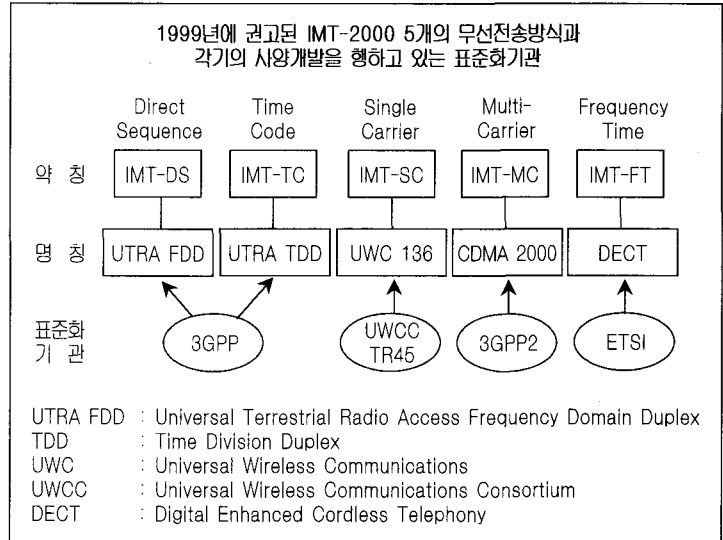 1999년에 권고된 IMT-2000 5개의 무선전송방식과
각기의 사양개발을 행하고 있는 표준화기관
Direct Sequence
Time Code
Single Carrier
Multi-Carrier
Frequency Time
약 칭 IMT-DS IMT-TC IMT-SC IMT-MC IMT-FT
명 칭 UTRA FDD UTRA TDD UWC 136 CDMA 2000 DECT
표준화 기 관 3GPP UWCC TR45 3GPP2 ETSI
UTRA FDD : Universal Terrestrial Radio Access Frequency Domain Duplex
TDD : Time Division Duplex
UWC : Universal Wireless Communications
UWCC : Universal Wireless Communications Consortium
DECT : Digital Enhanced Cordless Telephony